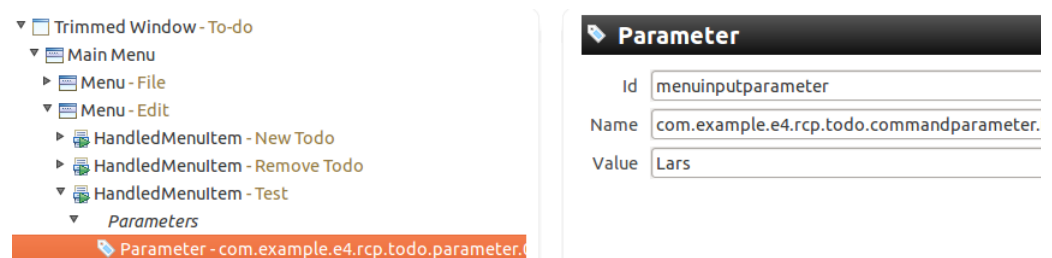 Trimmed Window - To-do
Main Menu
Menu - File
Menu - Edit
HandledMenuItem - New Todo
HandledMenuItem - Remove Todo
HandledMenuItem - Test
Parameters
Parameter - com.example.e4.rcp.todo.parameter.
Parameter
Id menuinputparameter
Name com.example.e4.rcp.todo.commandparameter.
Value Lars